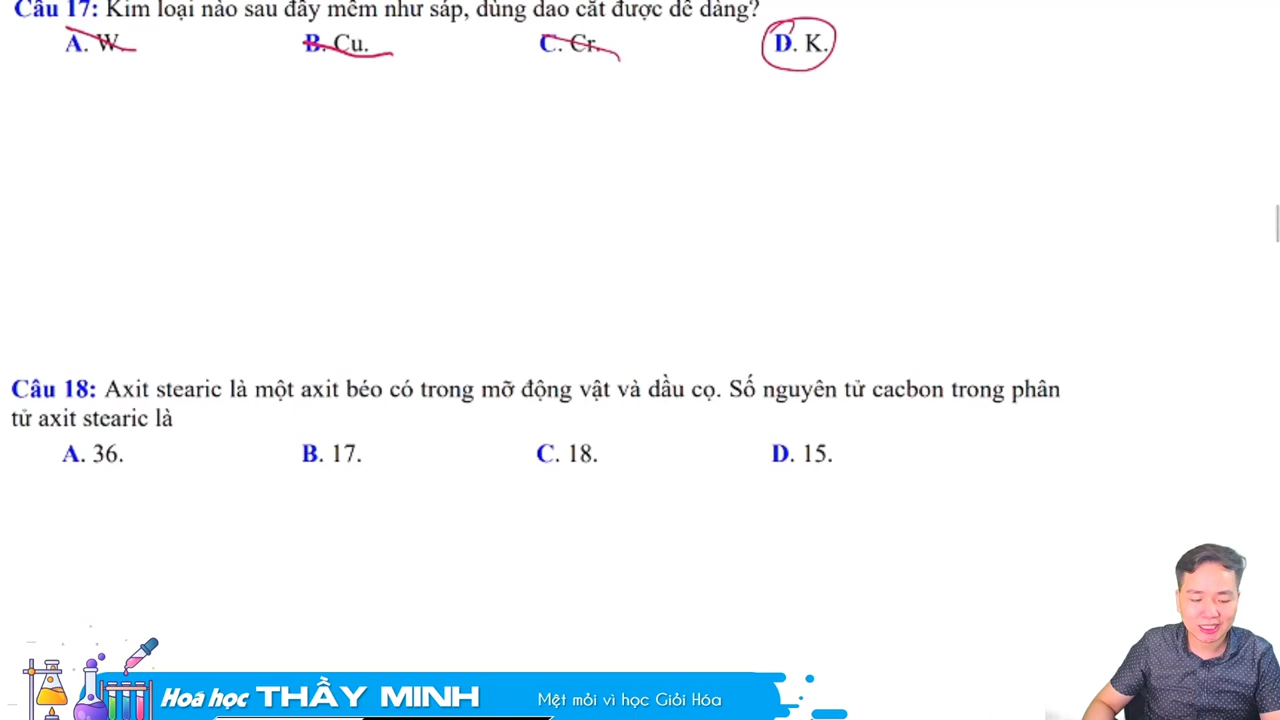 Câu 17: Kim loại nào sau đây mềm như sáp, dùng dao cắt được dễ dàng?
A. W B. Cu. C. Cr. D. K.
Câu 18: Axit stearic là một axit béo có trong mỡ động vật và dầu cọ. Số nguyên tử cacbon trong phân
tử axit stearic là
A. 36. B. 17. C. 18. D. 15.
Hoá học THẦY MINH Mệt mỏi vì học Giỏi Hóa